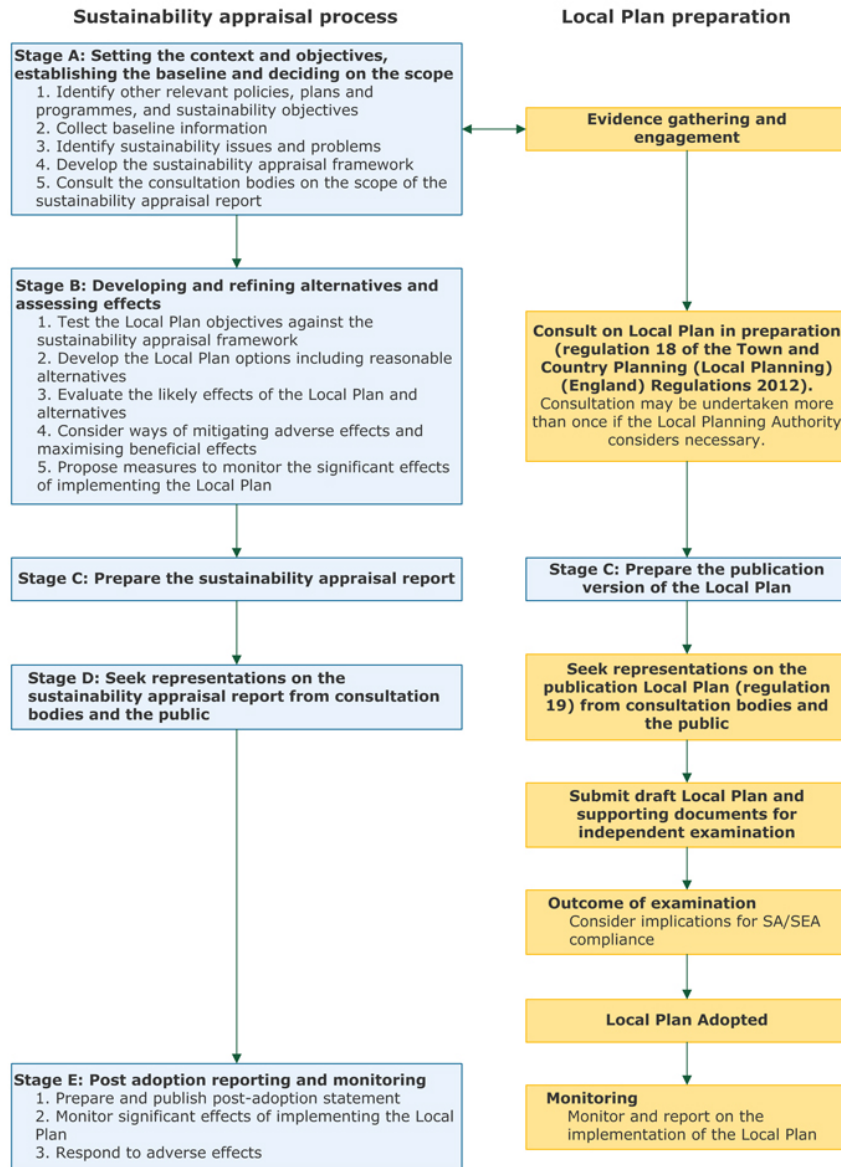 Sustainability appraisal process
Stage A: Setting the context and objectives,
establishing the baseline and deciding on the scope
1. Identify other relevant policies, plans and
programmes, and sustainability objectives
2. Collect baseline information
3. Identify sustainability issues and problems
4. Develop the sustainability appraisal framework
5. Consult the consultation bodies on the scope of the
sustainability appraisal report
Stage B: Developing and refining alternatives and
assessing effects
1. Test the Local Plan objectives against the
sustainability appraisal framework
2. Develop the Local Plan options including reasonable
alternatives
3. Evaluate the likely effects of the Local Plan and
alternatives
4. Consider ways of mitigating adverse effects and
maximising beneficial effects
5. Propose measures to monitor the significant effects
of implementing the Local Plan
Stage C: Prepare the sustainability appraisal report
Stage D: Seek representations on the
sustainability appraisal report from consultation
bodies and the public
Stage E: Post adoption reporting and monitoring
1. Prepare and publish post-adoption statement
2. Monitor significant effects of implementing the Local
Plan
3. Respond to adverse effects
Local Plan preparation
Evidence gathering and
engagement
Consult on Local Plan in preparation
(regulation 18 of the Town and
Country Planning (Local Planning)
(England) Regulations 2012).
Consultation may be undertaken more
than once if the Local Planning Authority
considers necessary.
Stage C: Prepare the publication
version of the Local Plan
Seek representations on the
publication Local Plan (regulation
19) from consultation bodies and
the public
Submit draft Local Plan and
supporting documents for
independent examination
Outcome of examination
Consider implications for SA/SEA
compliance
Local Plan Adopted
Monitoring
Monitor and report on the
implementation of the Local Plan